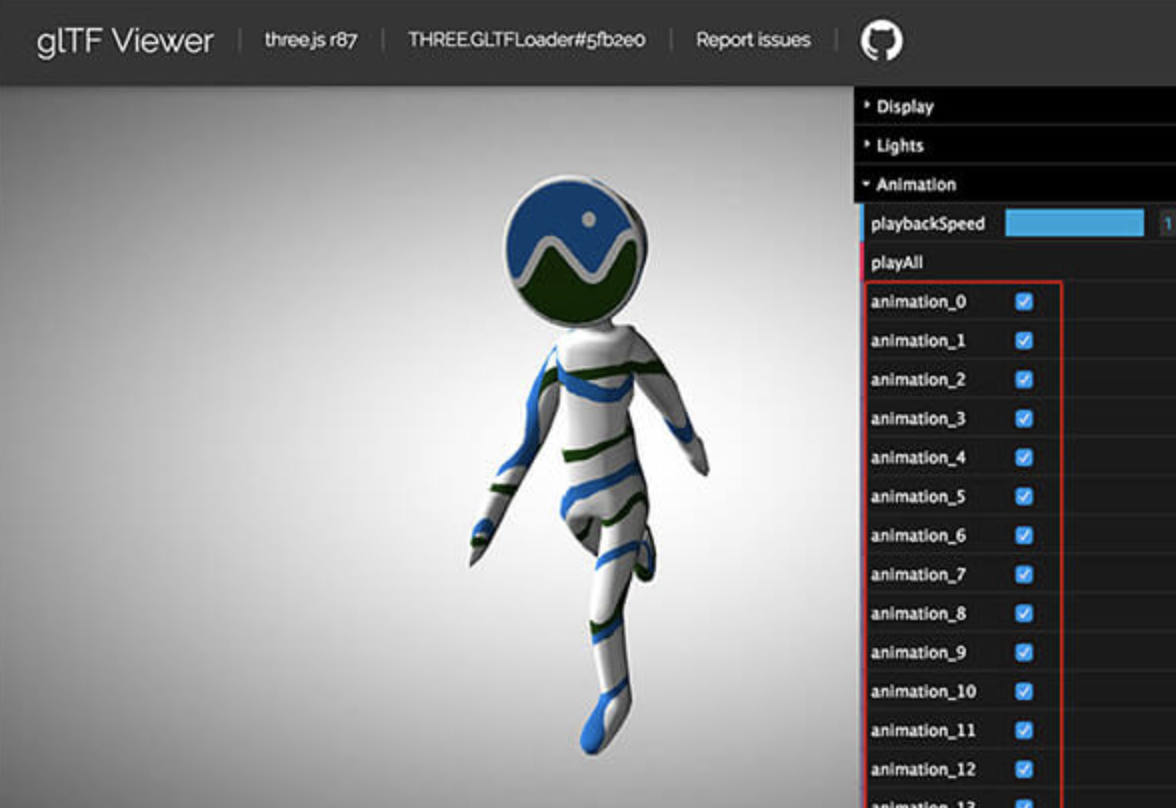 glTF Viewer three.js r87 THREE.GLTFLoader#5fb2e0 Report issues
Display
Lights
Animation
playbackSpeed 1
playAll
animation_0
animation_1
animation_2
animation_3
animation_4
animation_5
animation_6
animation_7
animation_8
animation_9
animation_10
animation_11
animation_12
animation_13